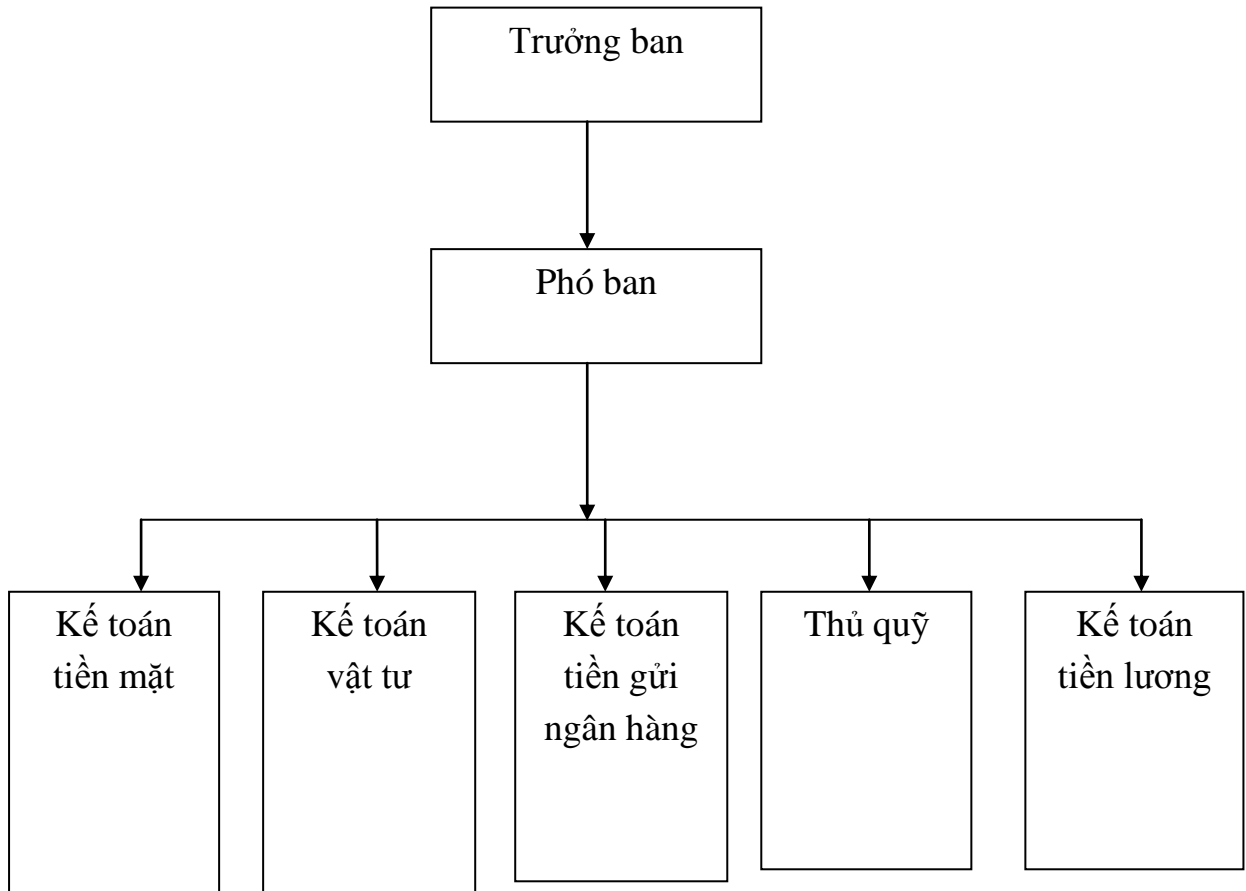 Trưởng ban
Phó ban
Kế toán
tiền mặt
Kế toán
vật tư
Kế toán
tiền gửi
ngân hàng
Thủ quỹ
Kế toán
tiền lương